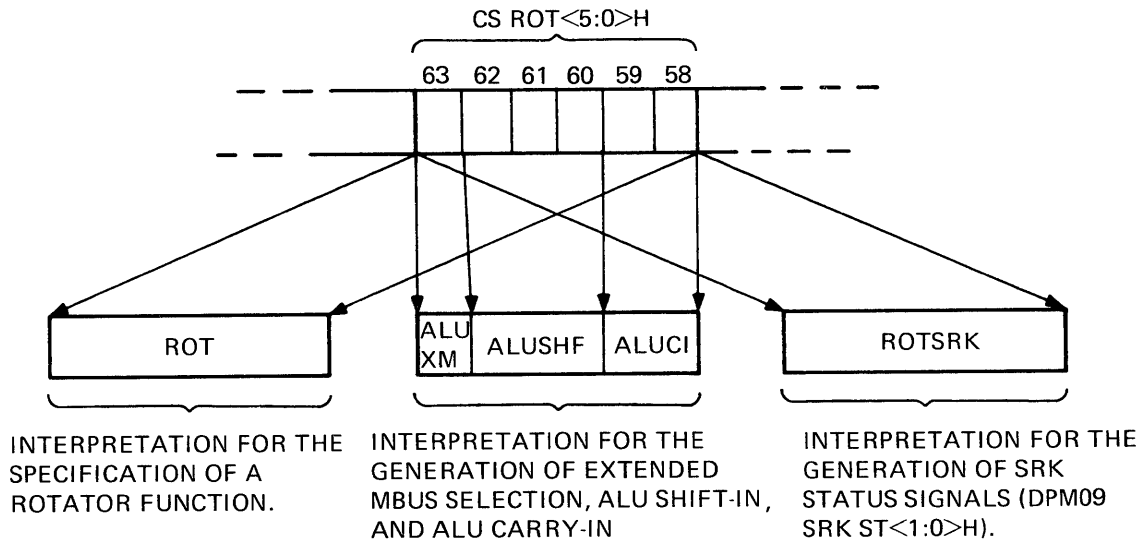 CS ROT<5:0>H
63 62 61 60 59 58
ROT
ALU XM
ALUSHF
ALUCI
ROTSRK
INTERPRETATION FOR THE
SPECIFICATION OF A
ROTATOR FUNCTION.
INTERPRETATION FOR THE
GENERATION OF EXTENDED
MBUS SELECTION, ALU SHIFT-IN,
AND ALU CARRY-IN
INTERPRETATION FOR THE
GENERATION OF SRK
STATUS SIGNALS (DPM09
SRK ST<1:0>H).